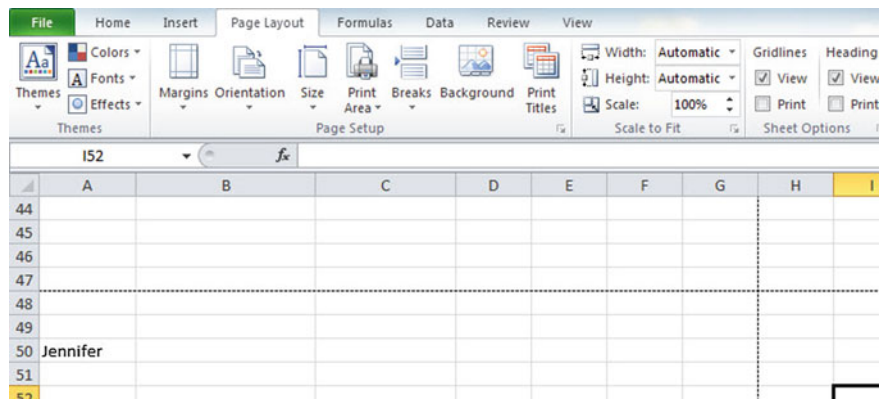 File Home Insert Page Layout Formulas Data Review View
Colors Width: Automatic Gridlines Heading
Aa A Fonts Height: Automatic View View
Themes Margins Orientation Size Print Breaks Background Print
Effects Area Titles Scale: 100% Print Print
Themes Page Setup Scale to Fit Sheet Options
I52 fx
A B C D E F G H I
44
45
46
47
48
49
50 Jennifer
51
52